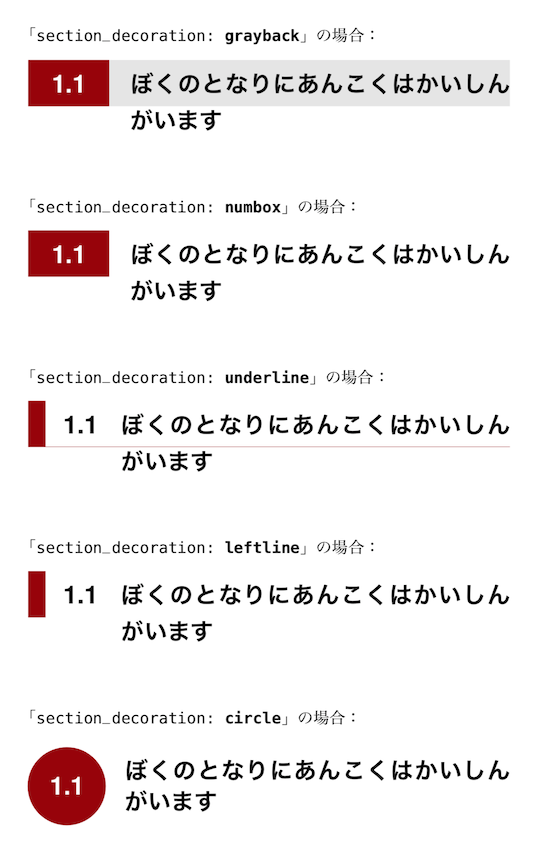 「section_decoration: grayback」の場合：
1.1 ぼくのとなりにあんこくはかいしん
がいます
「section_decoration: numbox」の場合：
1.1 ぼくのとなりにあんこくはかいしん
がいます
「section_decoration: underline」の場合：
1.1 ぼくのとなりにあんこくはかいしん
がいます
「section_decoration: leftline」の場合：
1.1 ぼくのとなりにあんこくはかいしん
がいます
「section_decoration: circle」の場合：
1.1 ぼくのとなりにあんこくはかいしん
がいます